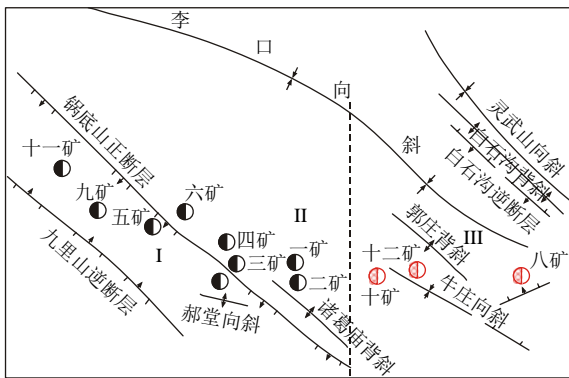 李口向斜
灵武山向斜
白石沟背斜
白石沟逆断层
锅底山正断层
十一矿
九矿
五矿
六矿
四矿
三矿
一矿
二矿
I
II
III
九里山逆断层
郝堂向斜
诸葛庙背斜
郭庄背斜
十二矿
十矿
八矿
牛庄向斜